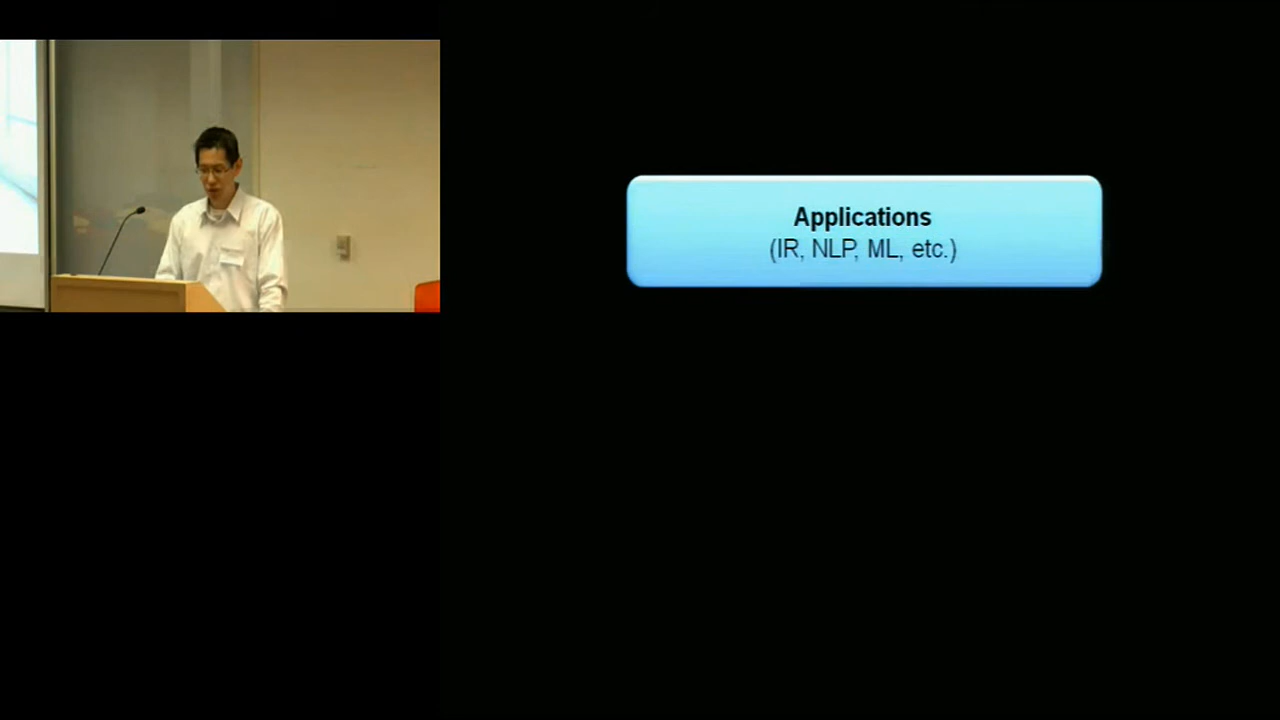 Applications
(IR, NLP, ML, etc.)